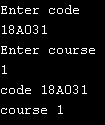 Enter code
18A031
Enter course
1
code 18A031
course 1